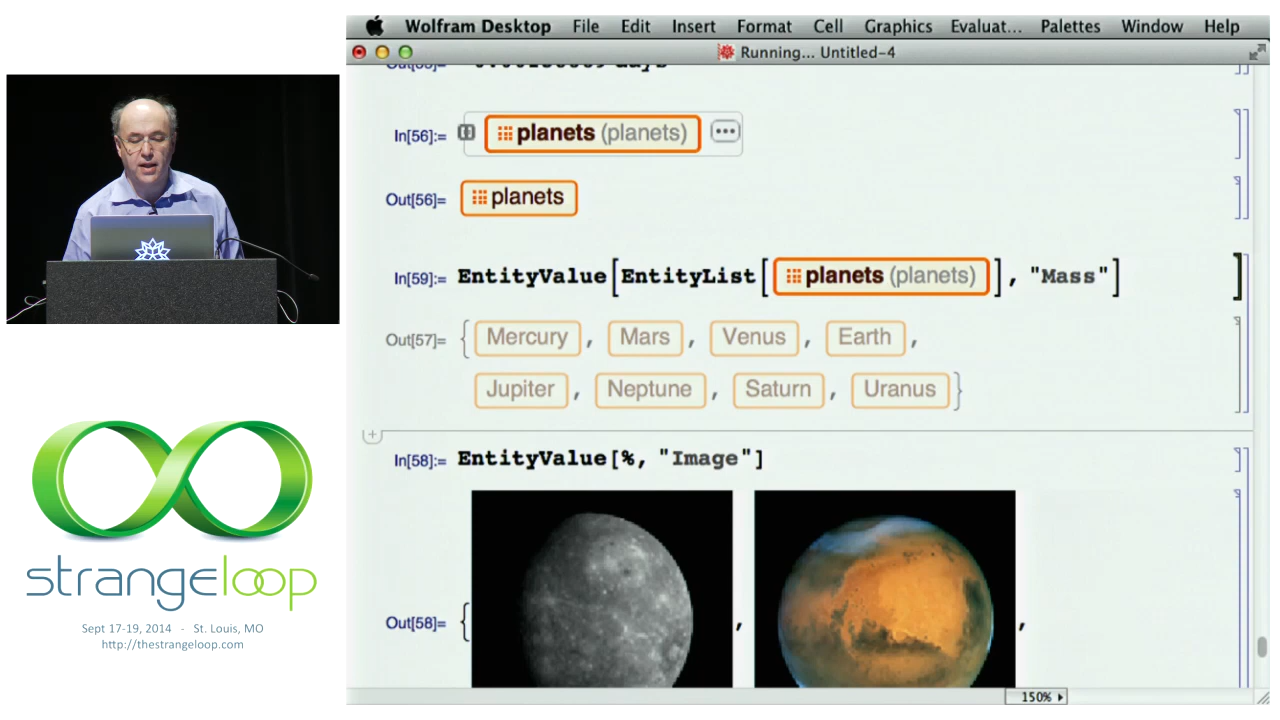 Wolfram Desktop File Edit Insert Format Cell Graphics Evaluat... Palettes Window Help
Running... Untitled-4
In[56]:= planets (planets)
Out[56]= planets
In[59]:= EntityValue[EntityList[planets (planets)], "Mass"]
Out[57]= {Mercury, Mars, Venus, Earth,
Jupiter, Neptune, Saturn, Uranus}
In[58]:= EntityValue[%, "Image"]
Out[58]= { , ,
150%
strangeloop
Sept 17-19, 2014 - St. Louis, MO
http://thestrangeloop.com